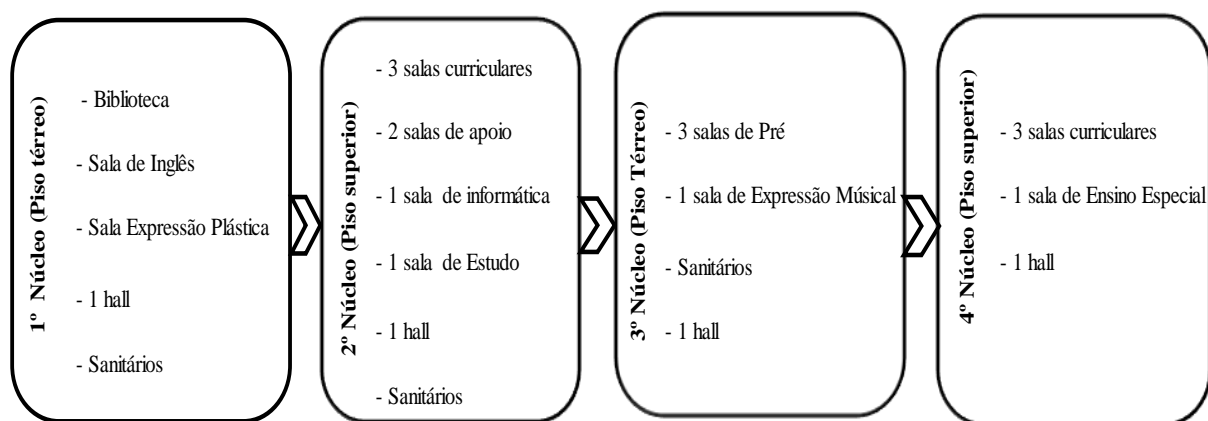 1º Núcleo (Piso térreo)
- Biblioteca
- Sala de Inglês
- Sala Expressão Plástica
- 1 hall
- Sanitários
2º Núcleo (Piso superior)
- 3 salas curriculares
- 2 salas de apoio
- 1 sala de informática
- 1 sala de Estudo
- 1 hall
- Sanitários
3º Núcleo (Piso Térreo)
- 3 salas de Pré
- 1 sala de Expressão Músical
- Sanitários
- 1 hall
4º Núcleo (Piso superior)
- 3 salas curriculares
- 1 sala de Ensino Especial
- 1 hall